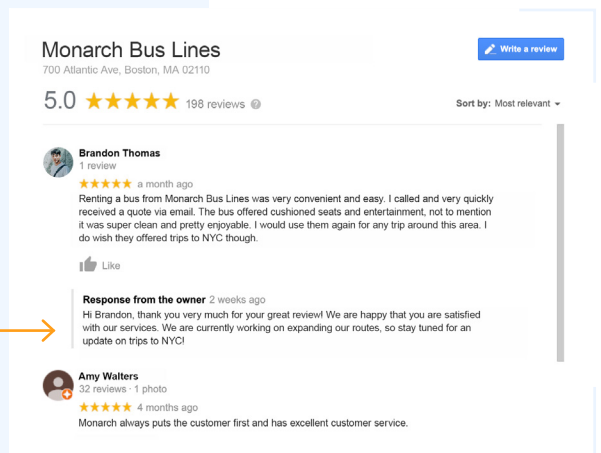 Monarch Bus Lines
Write a review
700 Atlantic Ave, Boston, MA 02110
5.0 198 reviews
Sort by: Most relevant
Brandon Thomas
1 review
a month ago
Renting a bus from Monarch Bus Lines was very convenient and easy. I called and very quickly
received a quote via email. The bus offered cushioned seats and entertainment, not to mention
it was super clean and pretty enjoyable. I would use them again for any trip around this area. I
do wish they offered trips to NYC though.
Like
Response from the owner 2 weeks ago
Hi Brandon, thank you very much for your great review! We are happy that you are satisfied
with our services. We are currently working on expanding our routes, so stay tuned for an
update on trips to NYC!
Amy Walters
32 reviews · 1 photo
4 months ago
Monarch always puts the customer first and has excellent customer service.